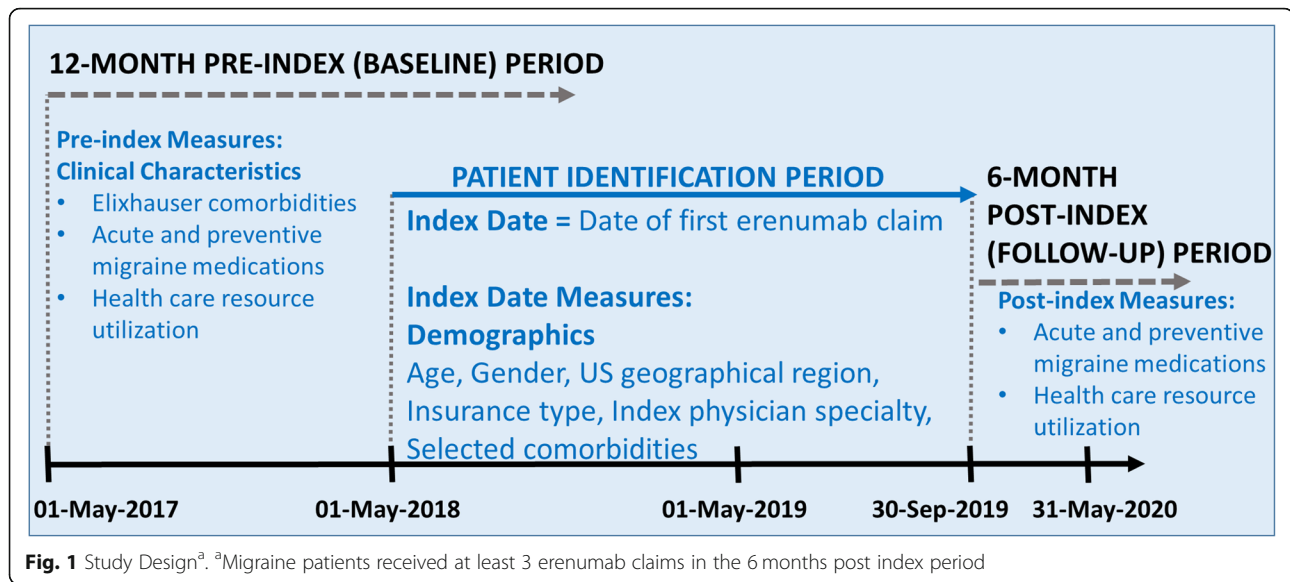 12-MONTH PRE-INDEX (BASELINE) PERIOD
Pre-index Measures:
Clinical Characteristics
• Elixhauser comorbidities
• Acute and preventive
migraine medications
• Health care resource
utilization
PATIENT IDENTIFICATION PERIOD
Index Date = Date of first erenumab claim
Index Date Measures:
Demographics
Age, Gender, US geographical region,
Insurance type, Index physician specialty,
Selected comorbidities
6-MONTH
POST-INDEX
(FOLLOW-UP) PERIOD
Post-index Measures:
• Acute and preventive
migraine medications
• Health care resource
utilization
01-May-2017
01-May-2018
01-May-2019
30-Sep-2019
31-May-2020
Fig. 1 Study Designᵃ. ᵃMigraine patients received at least 3 erenumab claims in the 6 months post index period